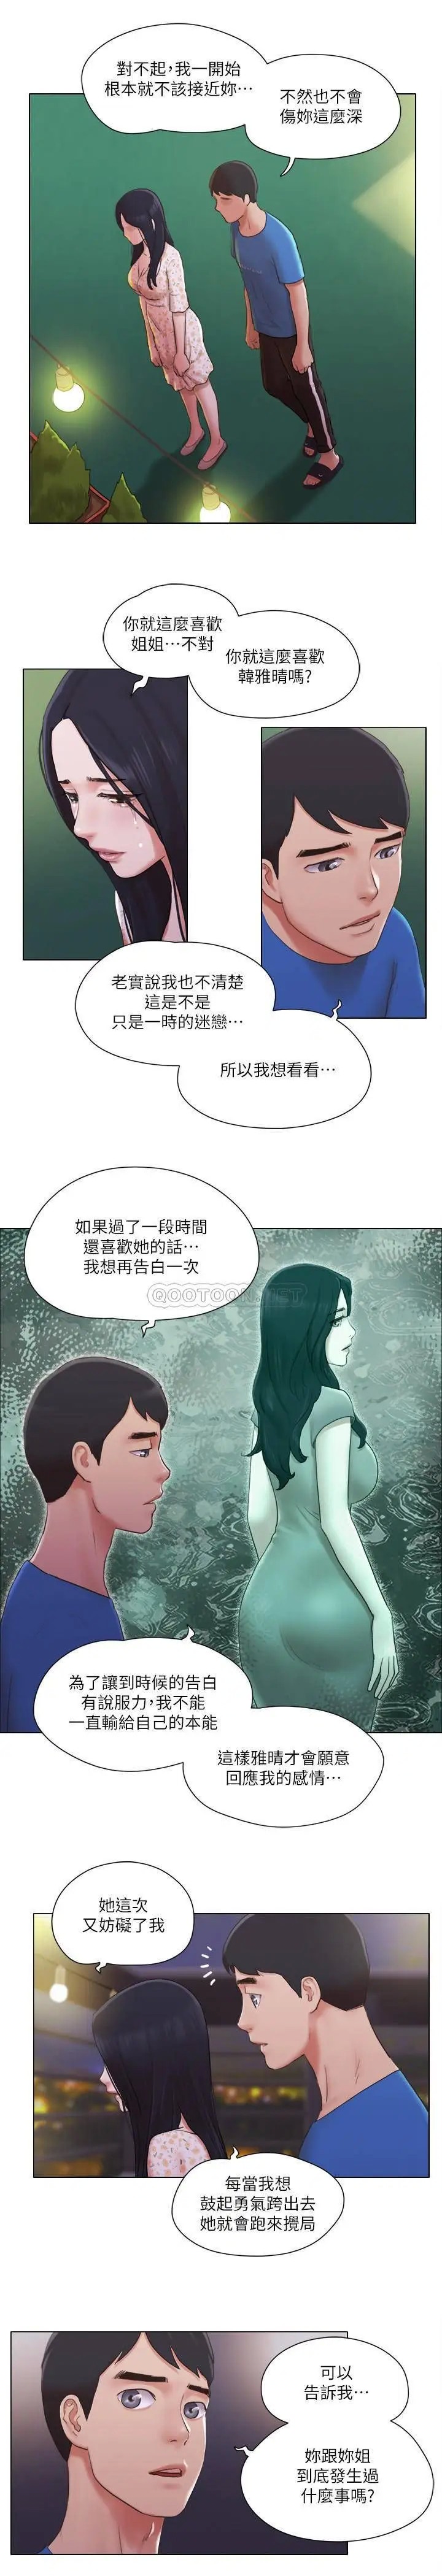 對不起，我一開始
根本就不該接近妳…
不然也不會
傷妳這麼深
你就這麼喜歡
姐姐…不對
你就這麼喜歡
韓雅晴嗎?
老實說我也不清楚
這是不是
只是一時的迷戀…
所以我想看看…
如果過了一段時間
還喜歡她的話…
我想再告白一次
QOOTOON.NET
為了讓到時候的告白
有說服力，我不能
一直輸給自己的本能
這樣雅晴才會願意
回應我的感情…
她這次
又妨礙了我
每當我想
鼓起勇氣跨出去
她就會跑來攪局
可以
告訴我…
妳跟妳姐
到底發生過
什麼事嗎?